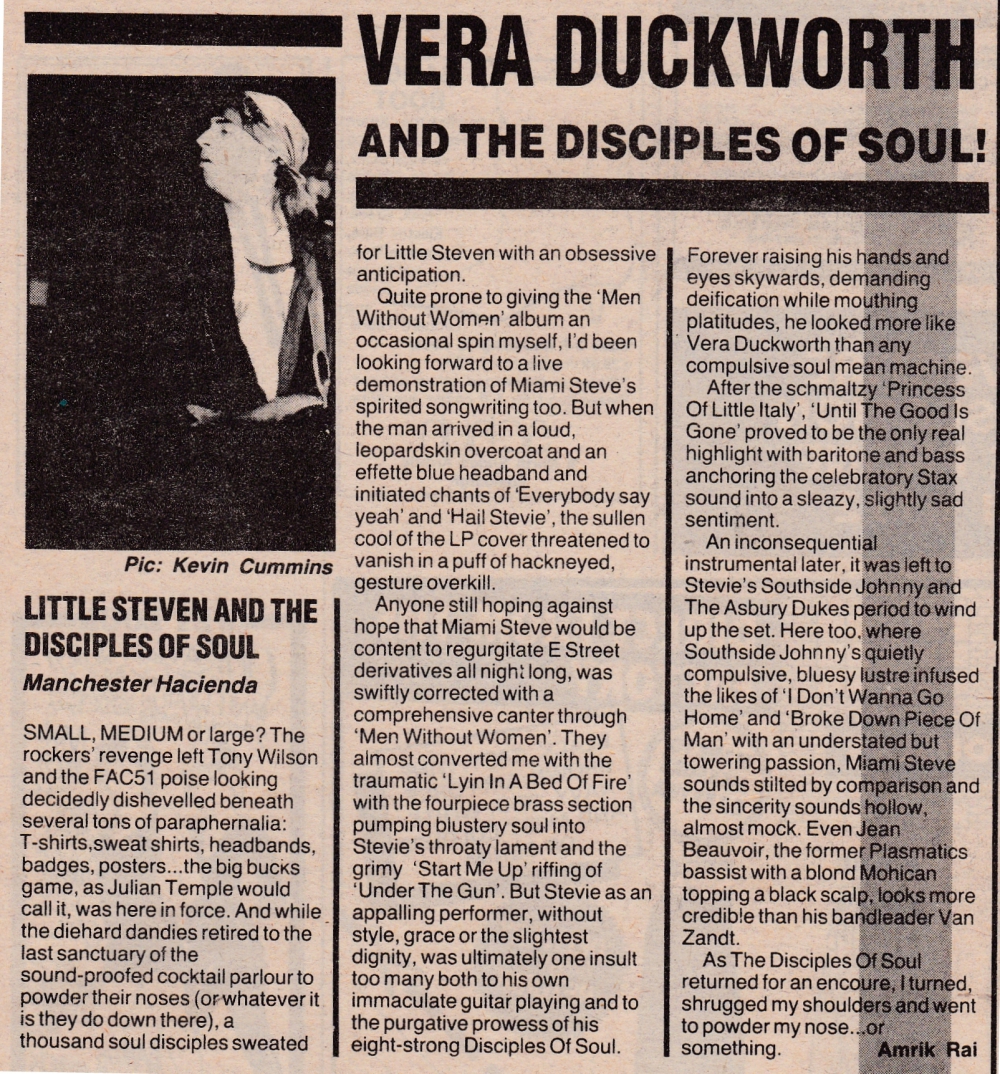 VERA DUCKWORTH
AND THE DISCIPLES OF SOUL!
Pic: Kevin Cummins
LITTLE STEVEN AND THE
DISCIPLES OF SOUL
Manchester Hacienda
SMALL, MEDIUM or large? The
rockers' revenge left Tony Wilson
and the FAC51 poise looking
decidedly dishevelled beneath
several tons of paraphernalia:
T-shirts,sweat shirts, headbands,
badges, posters...the big bucks
game, as Julian Temple would
call it, was here in force. And while
the diehard dandies retired to the
last sanctuary of the
sound-proofed cocktail parlour to
powder their noses (or whatever it
is they do down there), a
thousand soul disciples sweated
for Little Steven with an obsessive
anticipation.
Quite prone to giving the 'Men
Without Women' album an
occasional spin myself, I'd been
looking forward to a live
demonstration of Miami Steve's
spirited songwriting too. But when
the man arrived in a loud,
leopardskin overcoat and an
effette blue headband and
initiated chants of 'Everybody say
yeah' and 'Hail Stevie', the sullen
cool of the LP cover threatened to
vanish in a puff of hackneyed,
gesture overkill.
Anyone still hoping against
hope that Miami Steve would be
content to regurgitate E Street
derivatives all night long, was
swiftly corrected with a
comprehensive canter through
'Men Without Women'. They
almost converted me with the
traumatic 'Lyin In A Bed Of Fire'
with the fourpiece brass section
pumping blustery soul into
Stevie's throaty lament and the
grimy 'Start Me Up' riffing of
'Under The Gun'. But Stevie as an
appalling performer, without
style, grace or the slightest
dignity, was ultimately one insult
too many both to his own
immaculate guitar playing and to
the purgative prowess of his
eight-strong Disciples Of Soul.
Forever raising his hands and
eyes skywards, demanding
deification while mouthing
platitudes, he looked more like
Vera Duckworth than any
compulsive soul mean machine.
After the schmaltzy 'Princess
Of Little Italy', 'Until The Good Is
Gone' proved to be the only real
highlight with baritone and bass
anchoring the celebratory Stax
sound into a sleazy, slightly sad
sentiment.
An inconsequential
instrumental later, it was left to
Stevie's Southside Johnny and
The Asbury Dukes period to wind
up the set. Here too, where
Southside Johnny's quietly
compulsive, bluesy lustre infused
the likes of 'I Don't Wanna Go
Home' and 'Broke Down Piece Of
Man' with an understated but
towering passion, Miami Steve
sounds stilted by comparison and
the sincerity sounds hollow,
almost mock. Even Jean
Beauvoir, the former Plasmatics
bassist with a blond Mohican
topping a black scalp, looks more
credible than his bandleader Van
Zandt.
As The Disciples Of Soul
returned for an encoure, I turned,
shrugged my shoulders and went
to powder my nose...or
something.
Amrik Rai